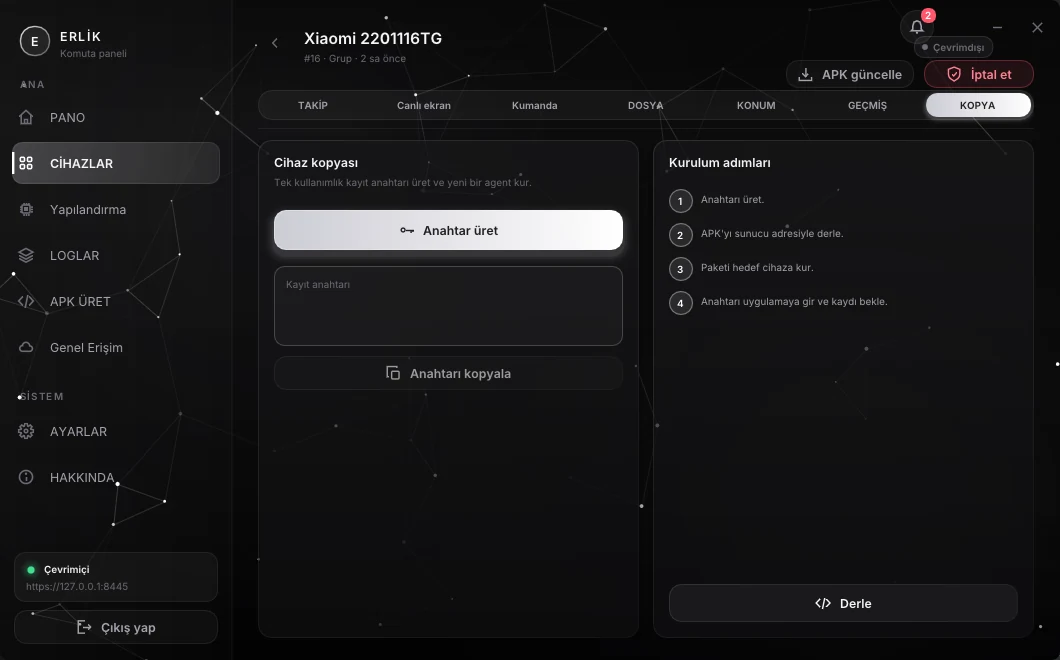 E
ERLİK
Komuta paneli
ANA
PANO
CİHAZLAR
Yapılandırma
LOGLAR
APK ÜRET
Genel Erişim
SİSTEM
AYARLAR
HAKKINDA
Çevrimiçi
https://127.0.0.1:8445
Çıkış yap
Xiaomi 2201116TG
#16 · Grup · 2 sa önce
2
Çevrimdışı
APK güncelle
İptal et
TAKİP
Canlı ekran
Kumanda
DOSYA
KONUM
GEÇMİŞ
KOPYA
Cihaz kopyası
Tek kullanımlık kayıt anahtarı üret ve yeni bir agent kur.
Anahtar üret
Kayıt anahtarı
Anahtarı kopyala
Kurulum adımları
1 Anahtarı üret.
2 APK'yı sunucu adresiyle derle.
3 Paketi hedef cihaza kur.
4 Anahtarı uygulamaya gir ve kaydı bekle.
Derle